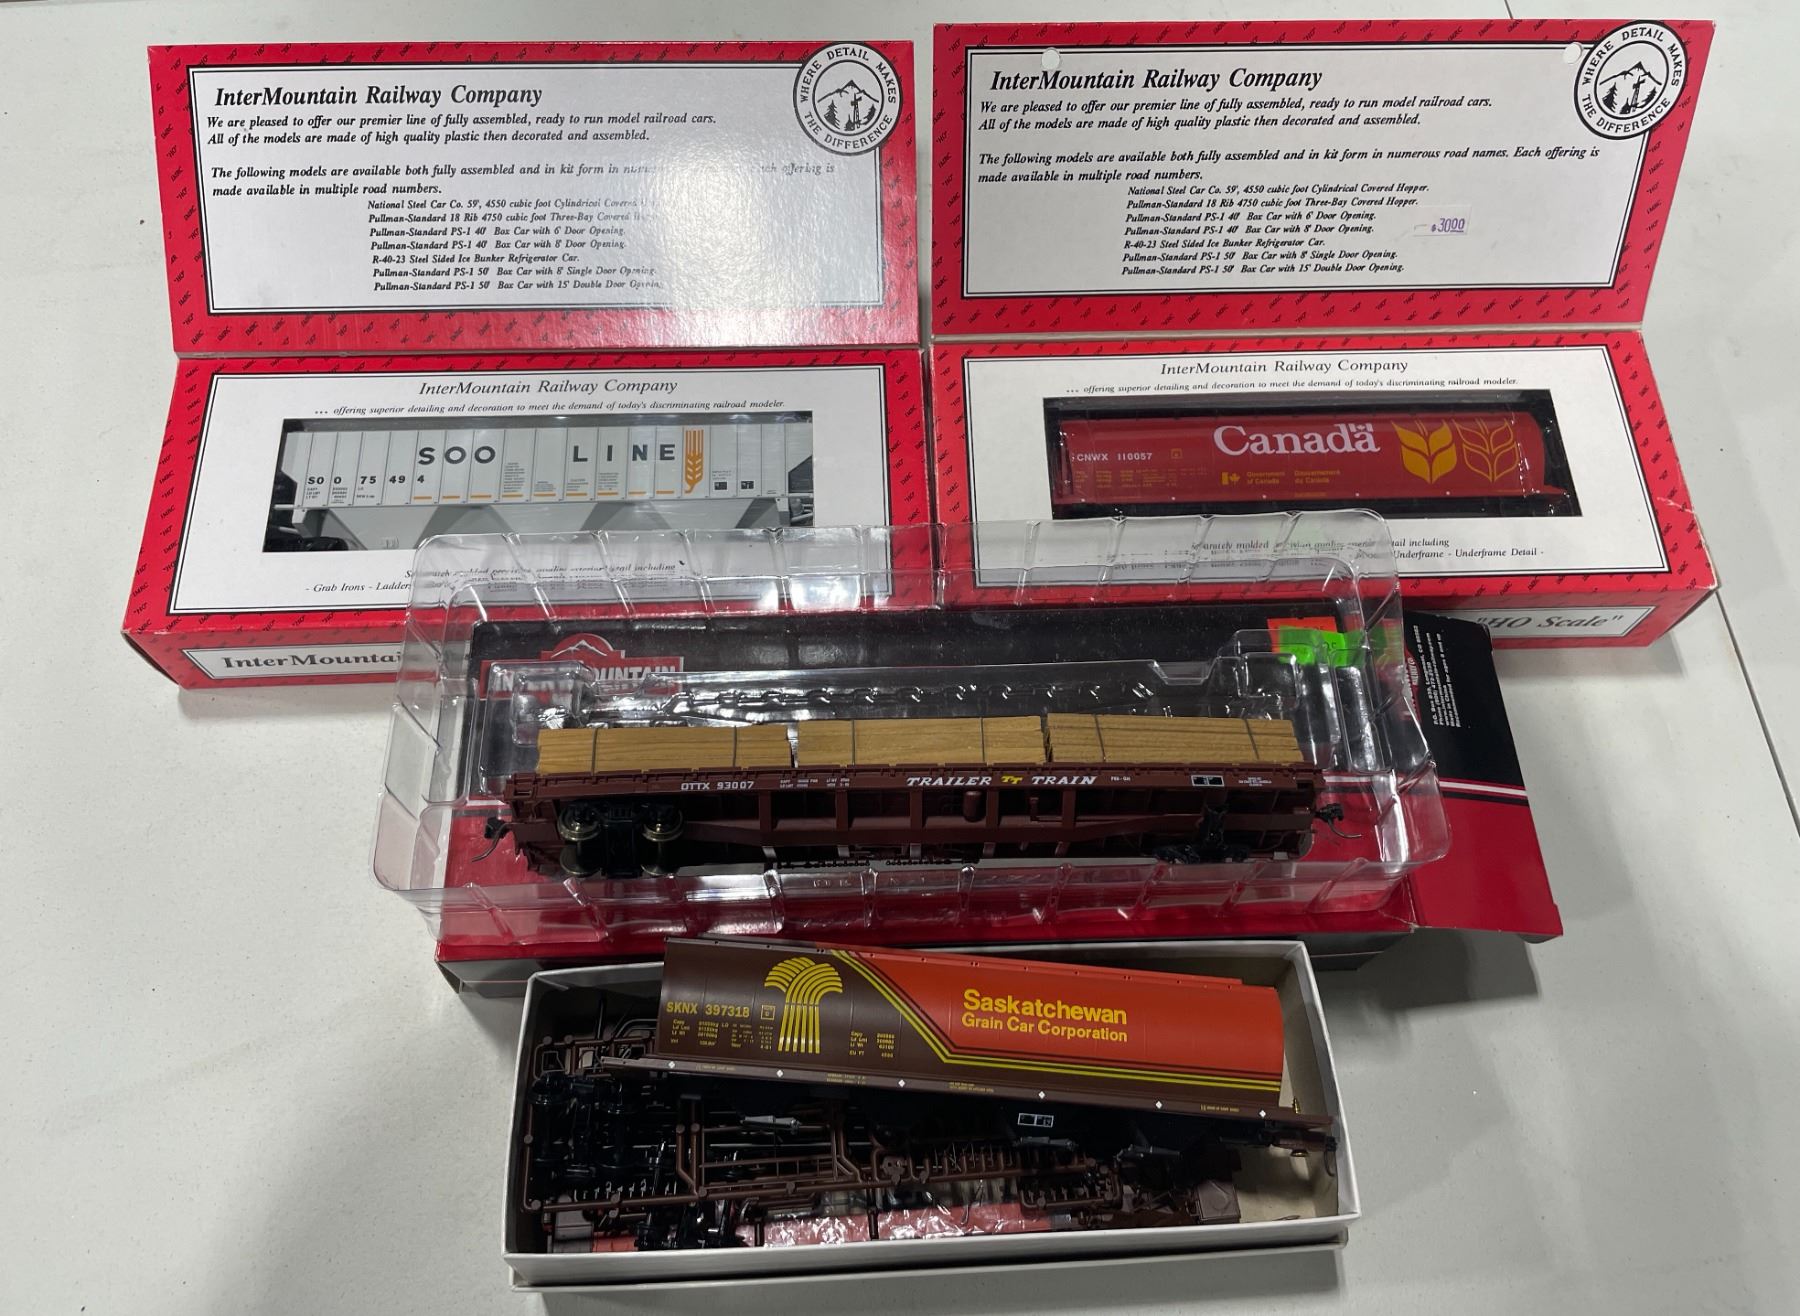 InterMountain Railway Company
We are pleased to offer our premier line of fully assembled, ready to run model railroad cars.
All of the models are made of high quality plastic then decorated and assembled.
The following models are available both fully assembled and in kit form in offering is
made available in multiple road numbers.
National Steel Car Co. 59', 4550 cubic foot Cylindrical Covered
Pullman-Standard 18 Rib 4750 cubic foot Three-Bay Covered
Pullman-Standard PS-1 40' Box Car with 6' Door Opening.
Pullman-Standard PS-1 40' Box Car with 8' Door Opening.
R-40-23 Steel Sided Ice Bunker Refrigerator Car.
Pullman-Standard PS-1 50' Box Car with 8' Single Door Opening.
Pullman-Standard PS-1 50' Box Car with 15' Double Door Opening.
WHERE DETAIL MAKES THE DIFFERENCE
InterMountain Railway Company
We are pleased to offer our premier line of fully assembled, ready to run model railroad cars.
All of the models are made of high quality plastic then decorated and assembled.
The following models are available both fully assembled and in kit form in numerous road names. Each offering is
made available in multiple road numbers.
National Steel Car Co. 59', 4550 cubic foot Cylindrical Covered Hopper.
Pullman-Standard 18 Rib 4750 cubic foot Three-Bay Covered Hopper.
Pullman-Standard PS-1 40' Box Car with 6' Door Opening.
Pullman-Standard PS-1 40' Box Car with 8' Door Opening.
R-40-23 Steel Sided Ice Bunker Refrigerator Car.
Pullman-Standard PS-1 50' Box Car with 8' Single Door Opening.
Pullman-Standard PS-1 50' Box Car with 15' Double Door Opening.
$30.00
WHERE DETAIL MAKES THE DIFFERENCE
InterMountain Railway Company
... offering superior detailing and decoration to meet the demand of today's discriminating railroad modeler.
SOO LINE
SOO 75494
- Grab Irons - Ladders
InterMountai
InterMountain Railway Company
... offering superior detailing and decoration to meet the demand of today's discriminating railroad modeler.
Canada
CNWX 110057
Government
of Canada
Gouvernement
du Canada
Underframe - Underframe Detail -
"HO Scale"
INTERMOUNTAIN
OTTX 93007
TRAILER TT TRAIN
SKNX 397318
Saskatchewan
Grain Car Corporation